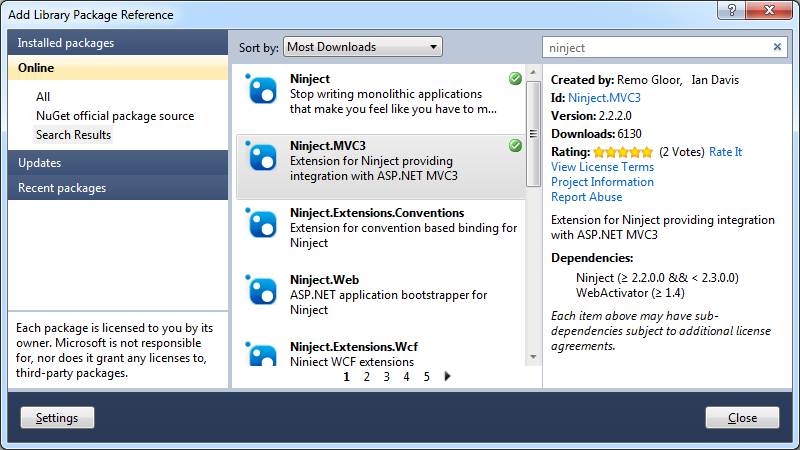 Add Library Package Reference
Installed packages
Online
All
NuGet official package source
Search Results
Updates
Recent packages
Each package is licensed to you by its
owner. Microsoft is not responsible
for, nor does it grant any licenses to,
third-party packages.
Sort by: Most Downloads
Ninject
Stop writing monolithic applications
that make you feel like you have to m...
Ninject.MVC3
Extension for Ninject providing
integration with ASP.NET MVC3
Ninject.Extensions.Conventions
Extension for convention based binding for
Ninject
Ninject.Web
ASP.NET application bootstrapper for
Ninject
Ninject.Extensions.Wcf
Ninject WCF extensions
1 2 3 4 5
ninject
Created by: Remo Gloor, Ian Davis
Id: Ninject.MVC3
Version: 2.2.2.0
Downloads: 6130
Rating: (2 Votes) Rate It
View License Terms
Project Information
Report Abuse
Extension for Ninject providing integration
with ASP.NET MVC3
Dependencies:
Ninject (≥ 2.2.0.0 && < 2.3.0.0)
WebActivator (≥ 1.4)
Each item above may have sub-
dependencies subject to additional license
agreements.
Settings
Close